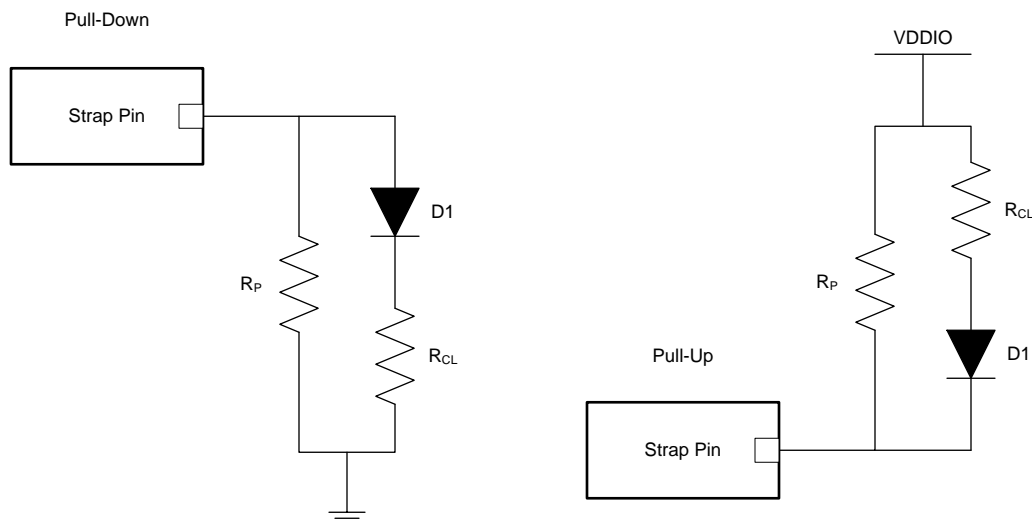 Pull-Down
Strap Pin
D1
RP
RCL
VDDIO
RCL
RP
D1
Pull-Up
Strap Pin